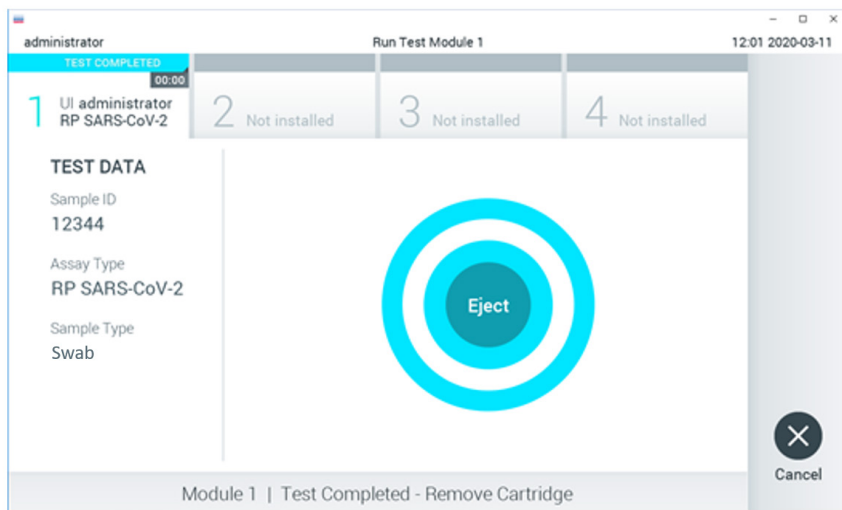 administrator Run Test Module 1 12:01 2020-03-11
TEST COMPLETED
00:00
1 UI administrator
RP SARS-CoV-2
2 Not installed
3 Not installed
4 Not installed
TEST DATA
Sample ID
12344
Assay Type
RP SARS-CoV-2
Sample Type
Swab
Eject
Cancel
Module 1 | Test Completed - Remove Cartridge